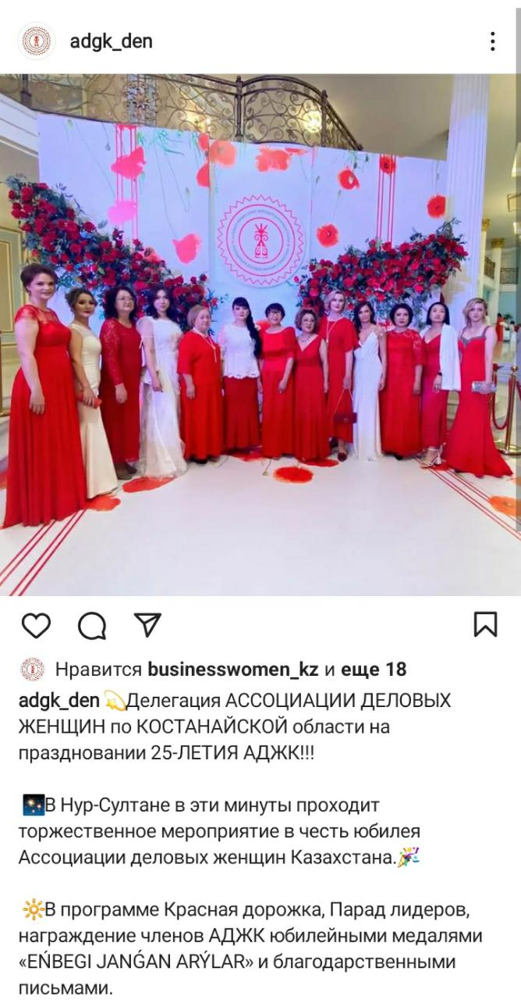 adgk_den
Нравится businesswomen_kz и еще 18
adgk_den 💫Делегация АССОЦИАЦИИ ДЕЛОВЫХ
ЖЕНЩИН по КОСТАНАЙСКОЙ области на
праздновании 25-ЛЕТИЯ АДЖК!!!
🎇В Нур-Султане в эти минуты проходит
торжественное мероприятие в честь юбилея
Ассоциации деловых женщин Казахстана.🎉
🔆В программе Красная дорожка, Парад лидеров,
награждение членов АДЖК юбилейными медалями
«EŃBEGI JANǴAN ARÝLAR» и благодарственными
письмами.